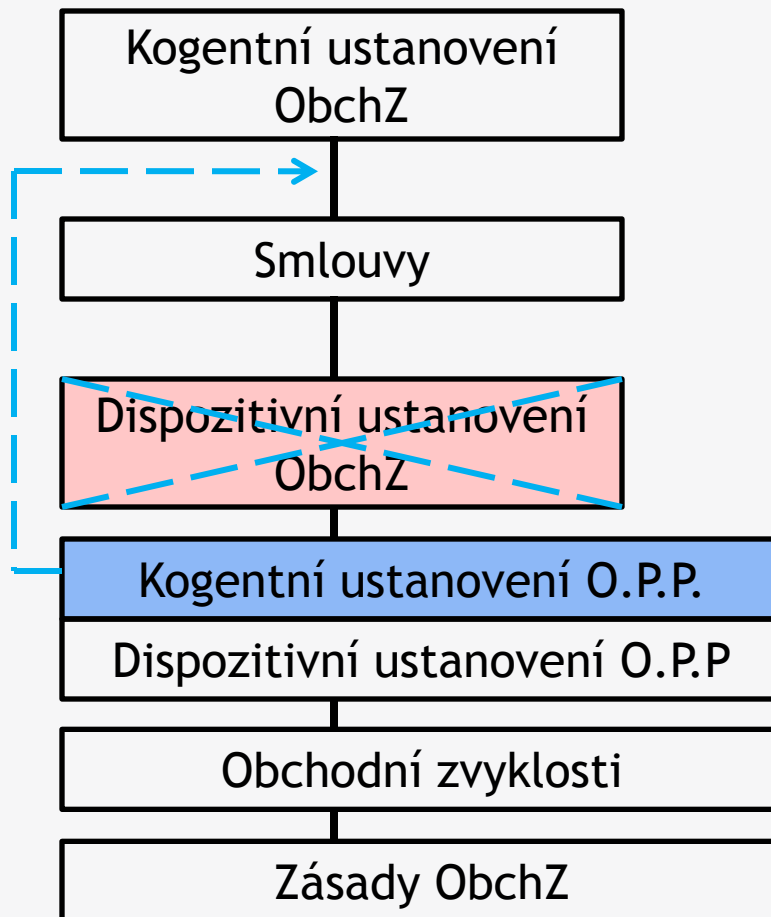 Kogentní ustanovení
ObchZ
Smlouvy
Dispozitivní ustanovení
ObchZ
Kogentní ustanovení O.P.P.
Dispozitivní ustanovení O.P.P
Obchodní zvyklosti
Zásady ObchZ